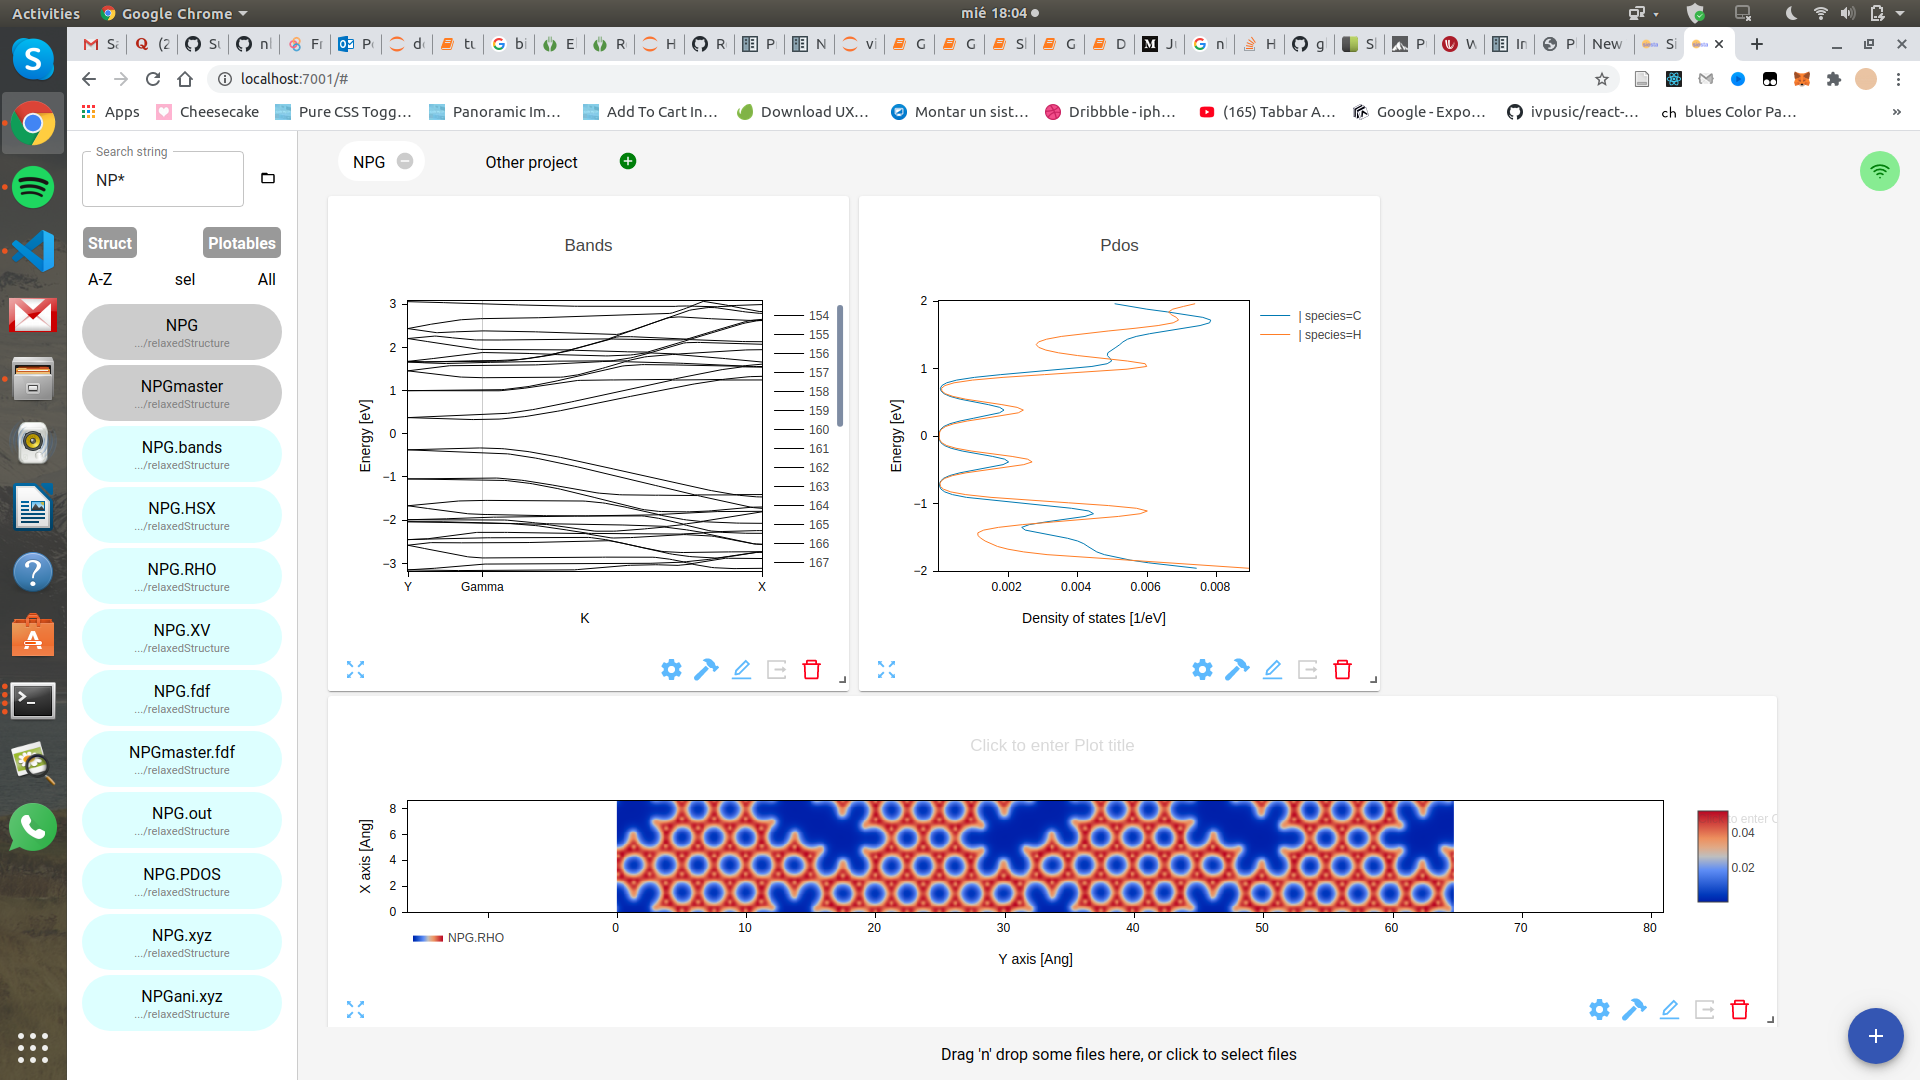 Activities
Google Chrome
mié 18:04
localhost:7001/#
Apps
Cheesecake
Pure CSS Togg…
Panoramic Im…
Add To Cart In…
Download UX…
Montar un sist…
Dribbble - iph…
(165) Tabbar A…
Google - Expo…
ivpusic/react-…
ch blues Color Pa…
»
Search string
NP*
Struct
Plotables
A-Z
sel
All
NPG
.../relaxedStructure
NPGmaster
.../relaxedStructure
NPG.bands
.../relaxedStructure
NPG.HSX
.../relaxedStructure
NPG.RHO
.../relaxedStructure
NPG.XV
.../relaxedStructure
NPG.fdf
.../relaxedStructure
NPGmaster.fdf
.../relaxedStructure
NPG.out
.../relaxedStructure
NPG.PDOS
.../relaxedStructure
NPG.xyz
.../relaxedStructure
NPGani.xyz
.../relaxedStructure
NPG
Other project
Bands
3
2
1
0
−1
−2
−3
Energy [eV]
Y
Gamma
X
K
154
155
156
157
158
159
160
161
162
163
164
165
166
167
Pdos
2
1
0
−1
−2
Energy [eV]
0.002
0.004
0.006
0.008
Density of states [1/eV]
| species=C
| species=H
Click to enter Plot title
8
6
4
2
0
X axis [Ang]
0
10
20
30
40
50
60
70
80
Y axis [Ang]
NPG.RHO
to enter C
0.04
0.02
Drag 'n' drop some files here, or click to select files